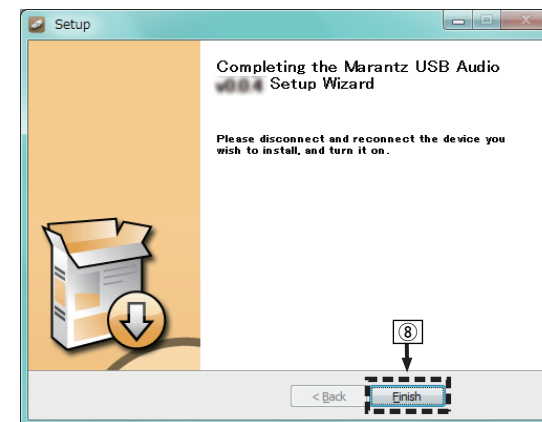 Setup
Completing the Marantz USB Audio
Setup Wizard
Please disconnect and reconnect the device you
wish to install, and turn it on.
⑧
< Back
Finish